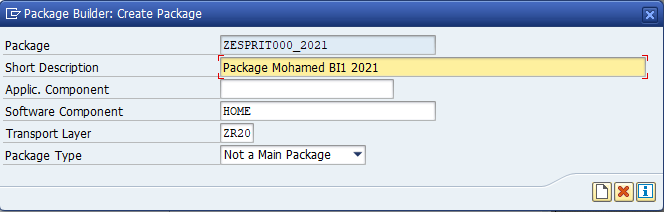 Package Builder: Create Package
Package ZESPRIT000_2021
Short Description Package Mohamed BI1 2021
Applic. Component
Software Component HOME
Transport Layer ZR20
Package Type Not a Main Package